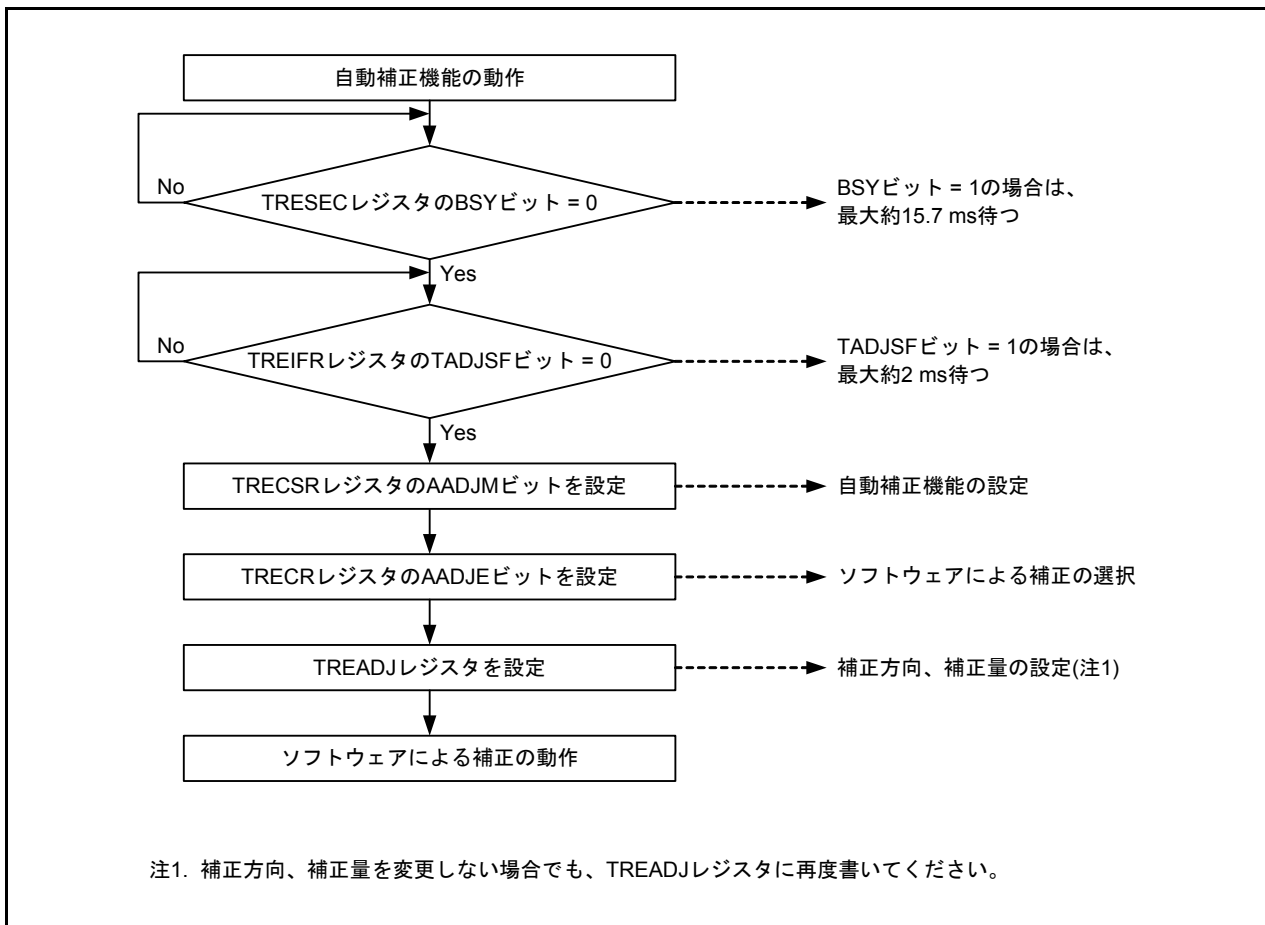 自動補正機能の動作
No
TRESECレジスタのBSYビット = 0
BSYビット = 1の場合は、
最大約15.7 ms待つ
Yes
No
TREIFRレジスタのTADJSFビット = 0
TADJSFビット = 1の場合は、
最大約2 ms待つ
Yes
TRECSRレジスタのAADJMビットを設定
自動補正機能の設定
TRECRレジスタのAADJEビットを設定
ソフトウェアによる補正の選択
TREADJレジスタを設定
補正方向、補正量の設定(注1)
ソフトウェアによる補正の動作
注1. 補正方向、補正量を変更しない場合でも、TREADJレジスタに再度書いてください。